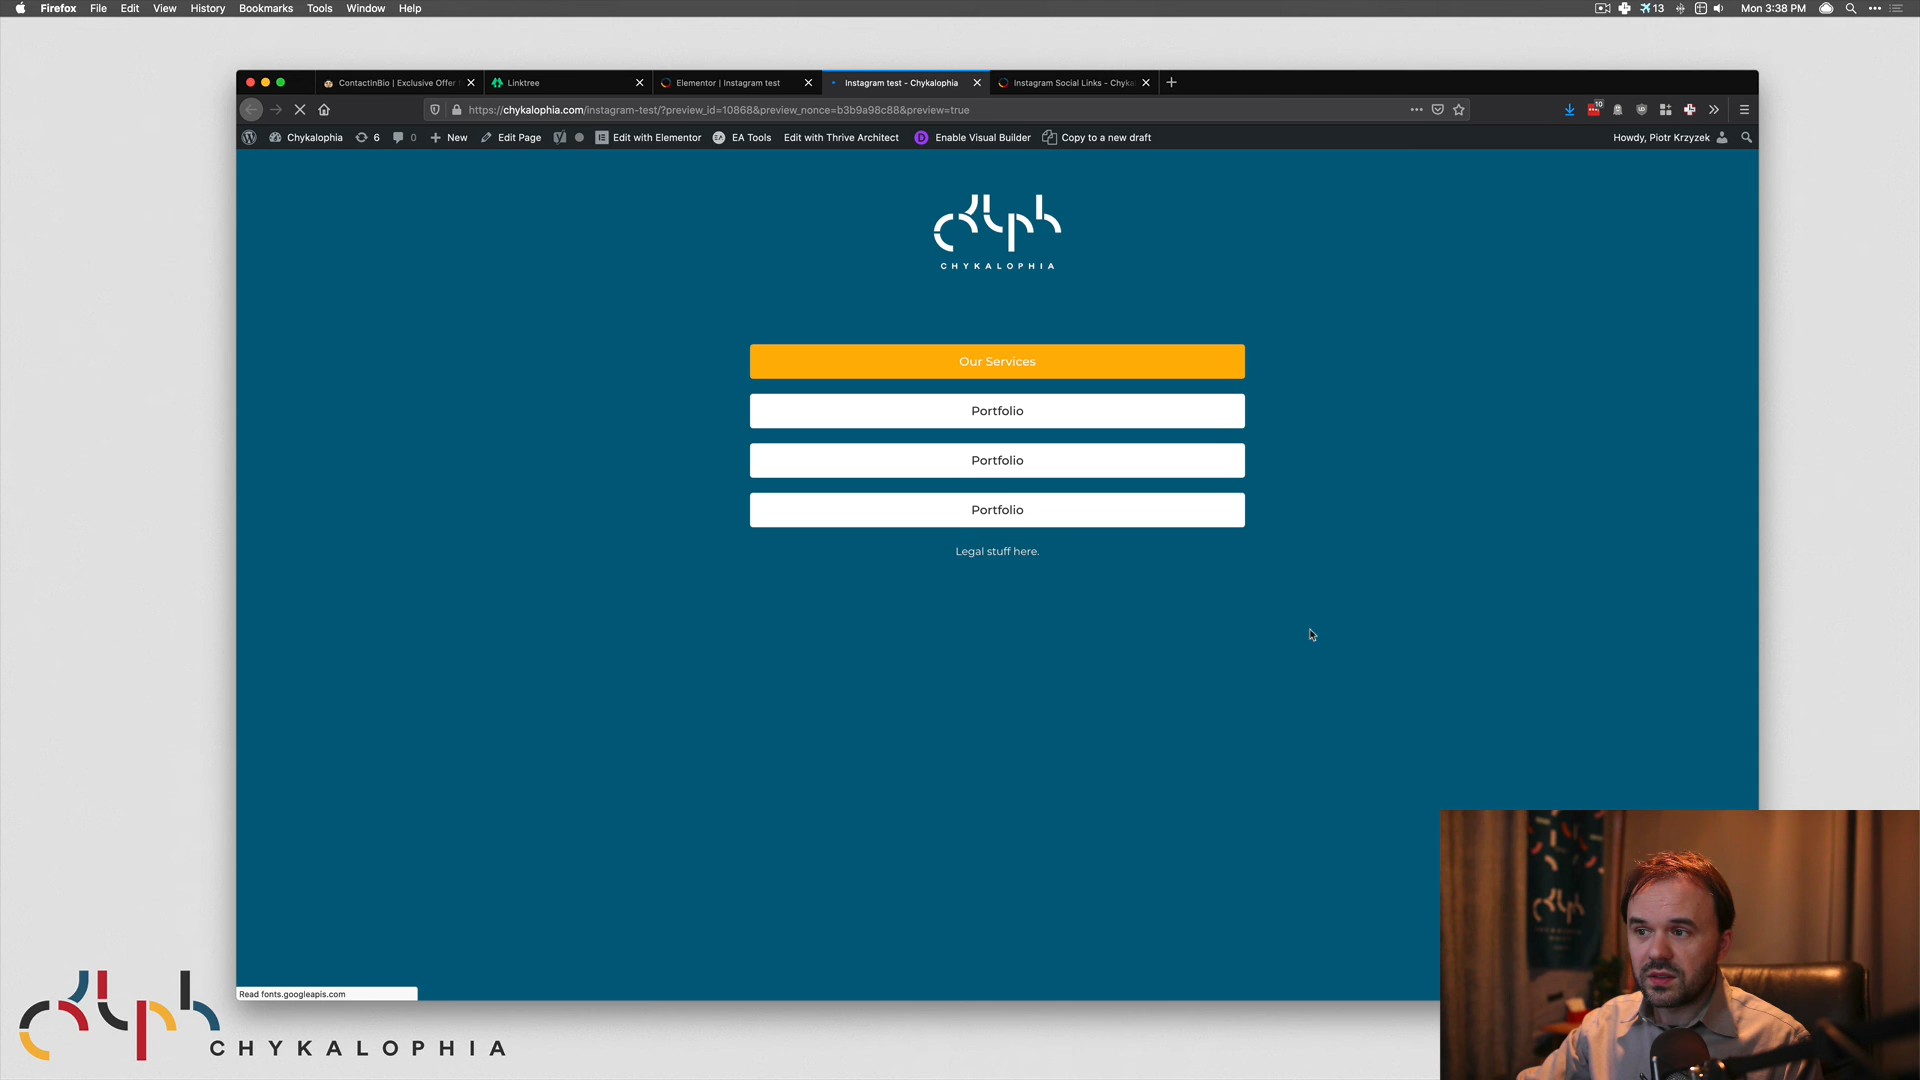 Firefox File Edit View History Bookmarks Tools Window Help
13 Mon 3:38 PM
ContactInBio | Exclusive Offer
Linktree
Elementor | Instagram test
Instagram test - Chykalophia
Instagram Social Links - Chyka
https://chykalophia.com/instagram-test/?preview_id=10868&preview_nonce=b3b9a98c88&preview=true
10
Chykalophia 6 0 New Edit Page Edit with Elementor EA EA Tools Edit with Thrive Architect D Enable Visual Builder Copy to a new draft Howdy, Piotr Krzyzek
CHYKALOPHIA
Our Services
Portfolio
Portfolio
Portfolio
Legal stuff here.
Read fonts.googleapis.com
CHYKALOPHIA